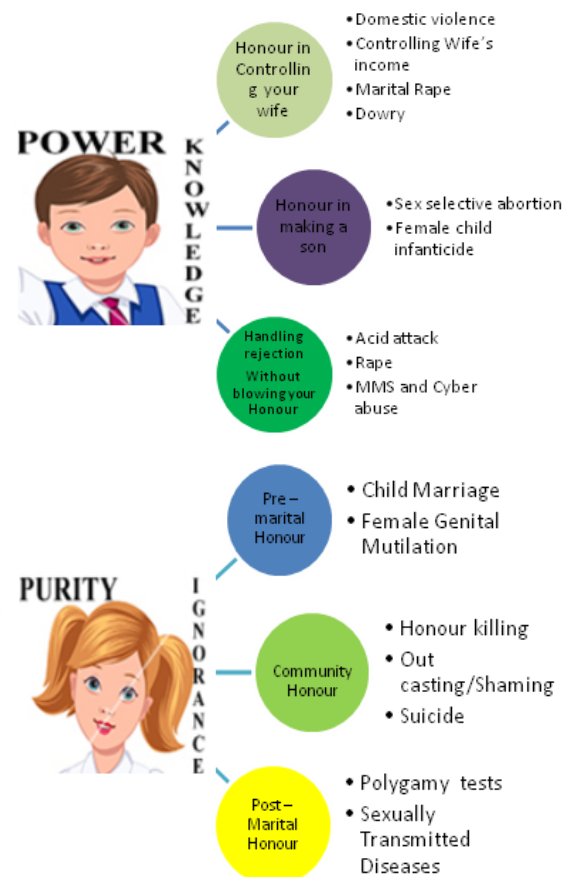 POWER
KNOWLEDGE
Honour in
Controllin
g your
wife
• Domestic violence
• Controlling Wife´s
income
• Marital Rape
• Dowry
Honour in
making a
son
• Sex selective abortion
• Female child
infanticide
Handling
rejection
Without
blowing your
Honour
• Acid attack
• Rape
• MMS and Cyber
abuse
PURITY
IGNORANCE
Pre –
marital
Honour
• Child Marriage
• Female Genital
Mutilation
Community
Honour
• Honour killing
• Out
casting/Shaming
• Suicide
Post –
Marital
Honour
• Polygamy tests
• Sexually
Transmitted
Diseases